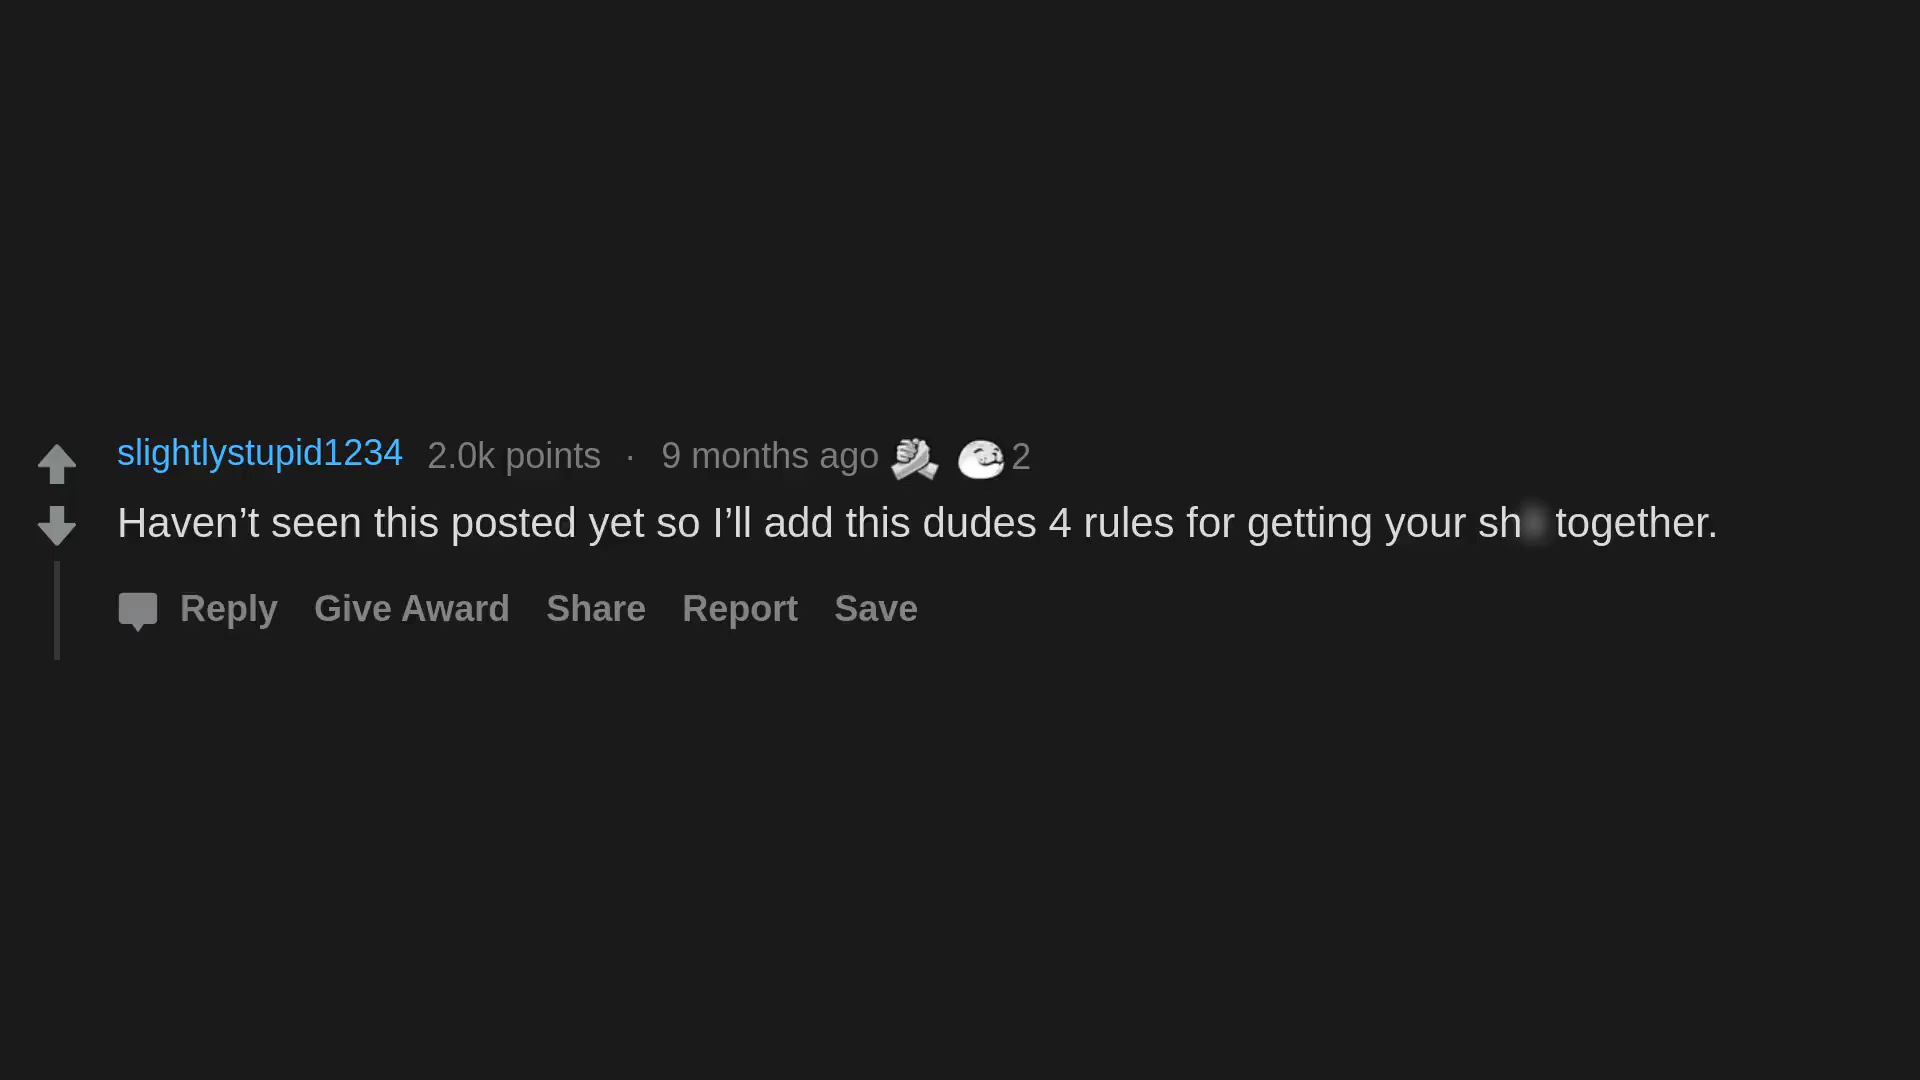 slightlystupid1234 2.0k points · 9 months ago 2
Haven’t seen this posted yet so I’ll add this dudes 4 rules for getting your sh together.
Reply Give Award Share Report Save